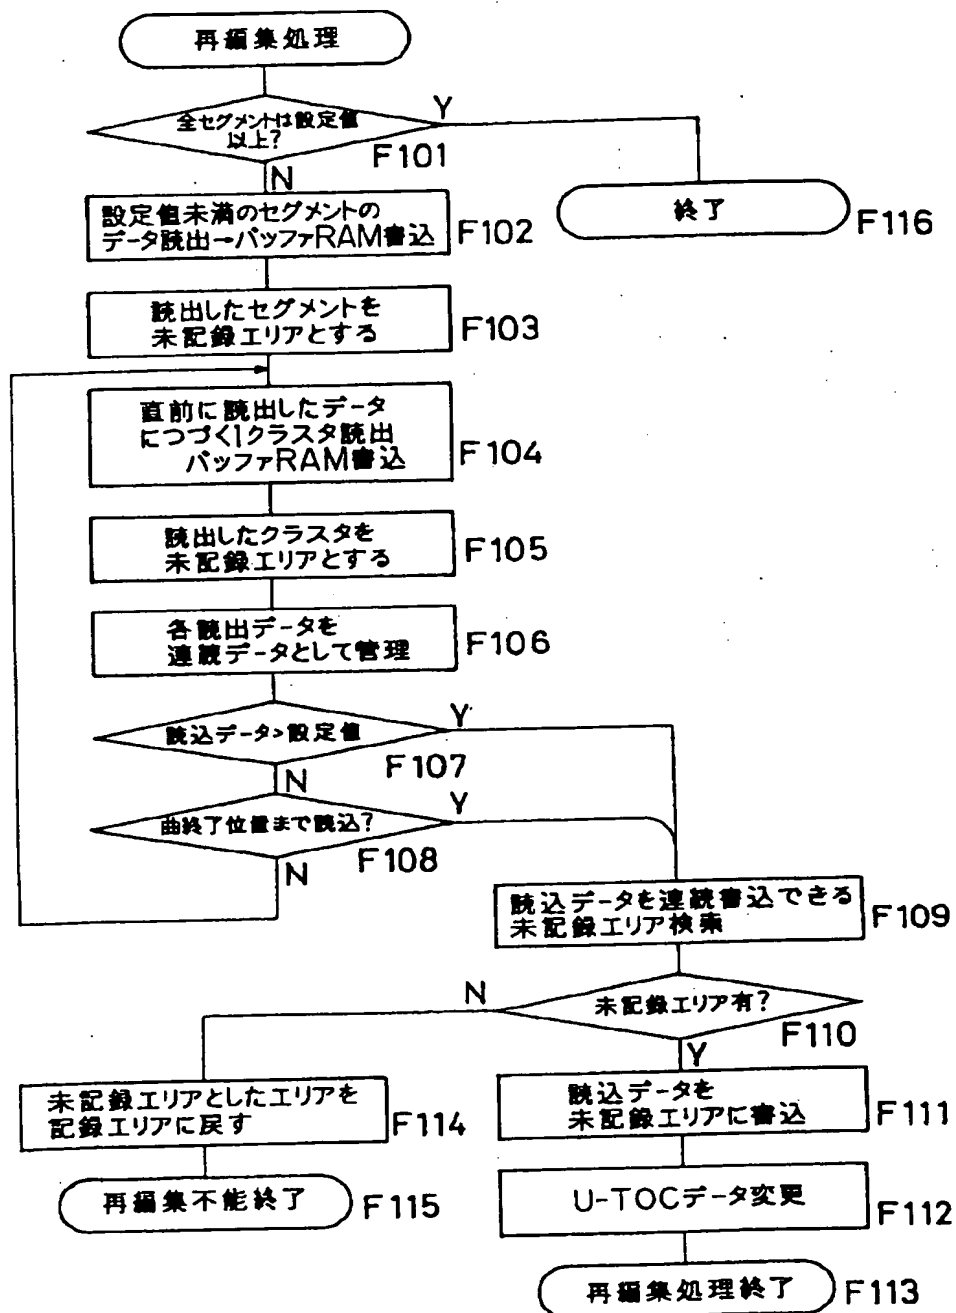 再編集処理
全セグメントは設定値
以上?
Y
F101
N
設定値未満のセグメントの
データ読出→バッファRAM書込
F102
終了
F116
読出したセグメントを
未記録エリアとする
F103
直前に読出したデータ
につづく1クラスタ読出
バッファRAM書込
F104
読出したクラスタを
未記録エリアとする
F105
各読出データを
連続データとして管理
F106
読込データ>設定値
Y
F107
N
曲終了位置まで読込?
Y
F108
N
読込データを連続書込できる
未記録エリア検索
F109
未記録エリア有?
N
F110
Y
未記録エリアとしたエリアを
記録エリアに戻す
F114
読込データを
未記録エリアに書込
F111
再編集不能終了
F115
U-TOCデータ変更
F112
再編集処理終了
F113